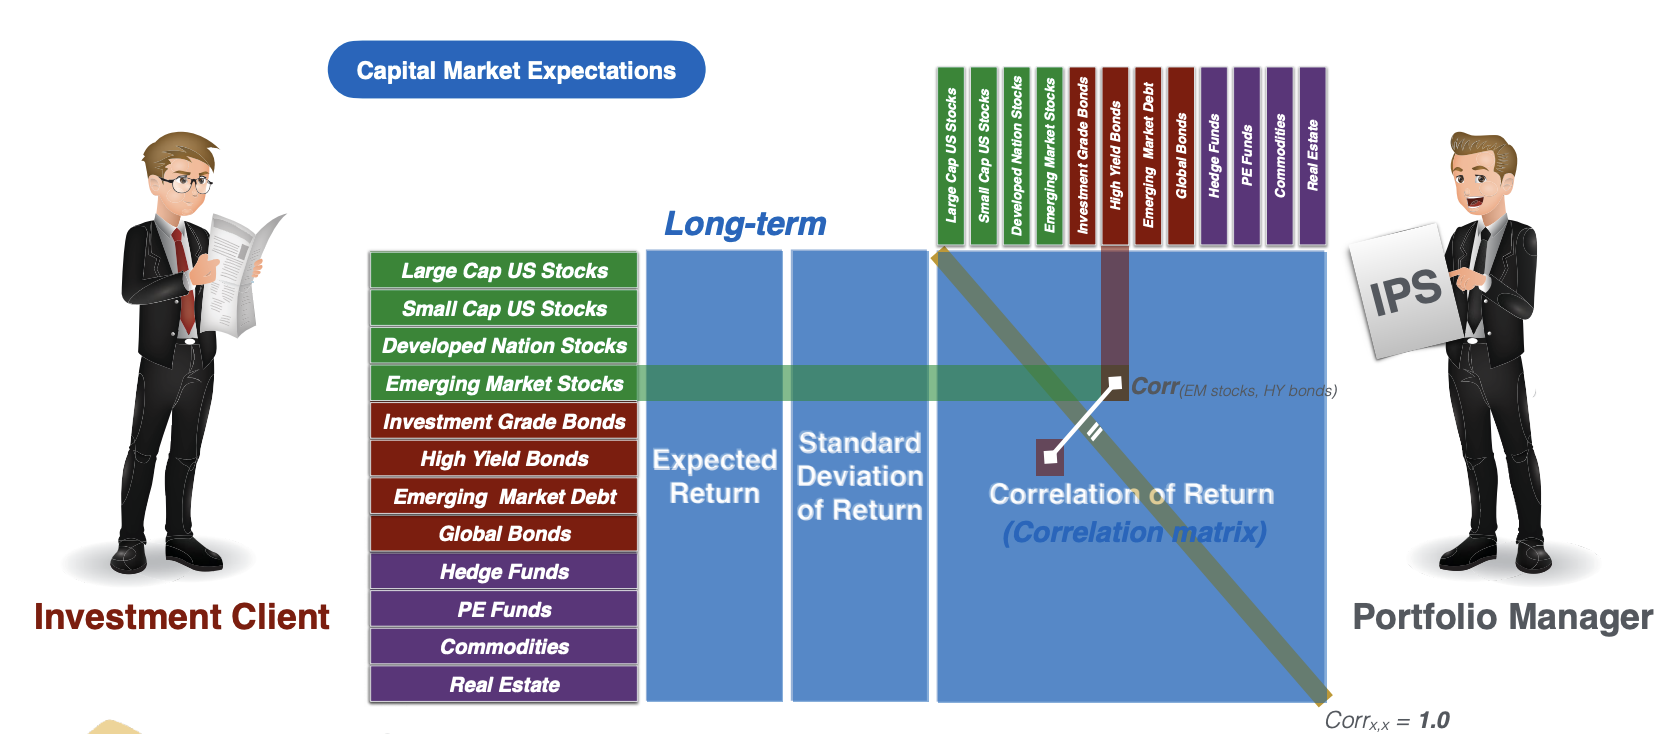 Capital Market Expectations
Large Cap US Stocks
Small Cap US Stocks
Developed Nation Stocks
Emerging Market Stocks
Investment Grade Bonds
High Yield Bonds
Emerging Market Debt
Global Bonds
Hedge Funds
PE Funds
Commodities
Real Estate
Long-term
Large Cap US Stocks
Small Cap US Stocks
Developed Nation Stocks
Emerging Market Stocks
Investment Grade Bonds
High Yield Bonds
Emerging Market Debt
Global Bonds
Hedge Funds
PE Funds
Commodities
Real Estate
Expected
Return
Standard
Deviation
of Return
Corr(EM stocks, HY bonds)
Correlation of Return
(Correlation matrix)
Corrx,x = 1.0
IPS
Investment Client
Portfolio Manager